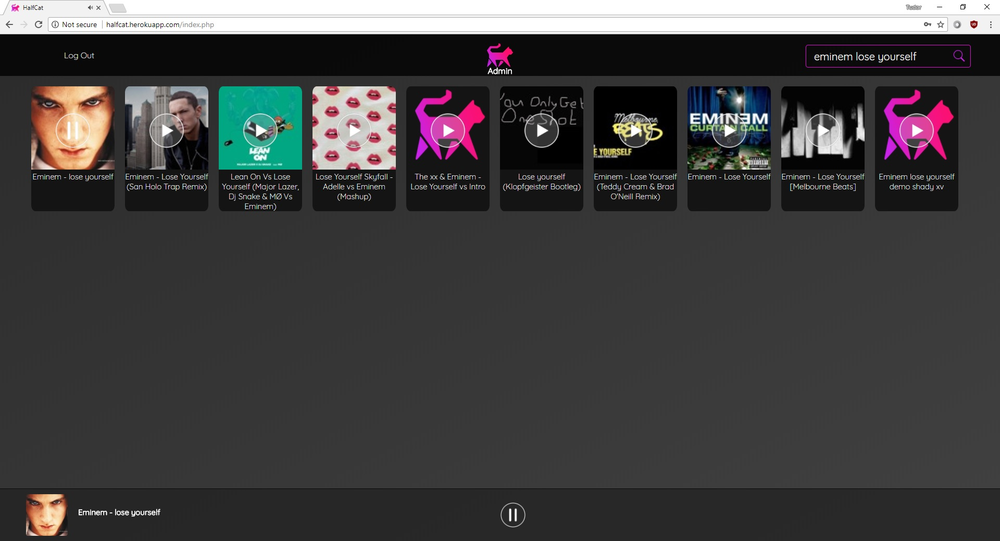 HalfCat
Tudor
Not secure
halfcat.herokuapp.com/index.php
Log Out
Admin
eminem lose yourself
LEAN
ON
You Only Get
One Shot
Melbourne
BEATS
E YOURSELF
EMINEM
CURTAIN CALL
Eminem - lose yourself
Eminem - Lose Yourself
(San Holo Trap Remix)
Lean On Vs Lose
Yourself (Major Lazer,
Dj Snake & MØ Vs
Eminem)
Lose Yourself Skyfall -
Adelle vs Eminem
(Mashup)
The xx & Eminem -
Lose Yourself vs Intro
Lose yourself
(Klopfgeister Bootleg)
Eminem - Lose Yourself
(Teddy Cream & Brad
O'Neill Remix)
Eminem - Lose Yourself
Eminem - Lose Yourself
[Melbourne Beats]
Eminem lose yourself
demo shady xv
Eminem - lose yourself